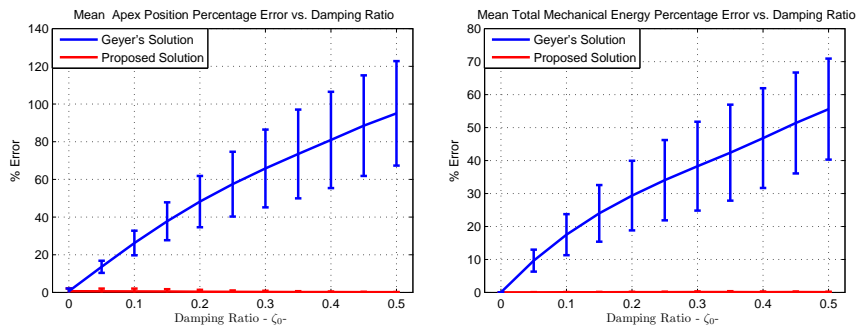 Mean Apex Position Percentage Error vs. Damping Ratio
140
120
100
80
60
40
20
0
% Error
Geyer's Solution
Proposed Solution
0 0.1 0.2 0.3 0.4 0.5
Damping Ratio - ζ0-
Mean Total Mechanical Energy Percentage Error vs. Damping Ratio
80
70
60
50
40
30
20
10
0
% Error
Geyer's Solution
Proposed Solution
0 0.1 0.2 0.3 0.4 0.5
Damping Ratio - ζ0-